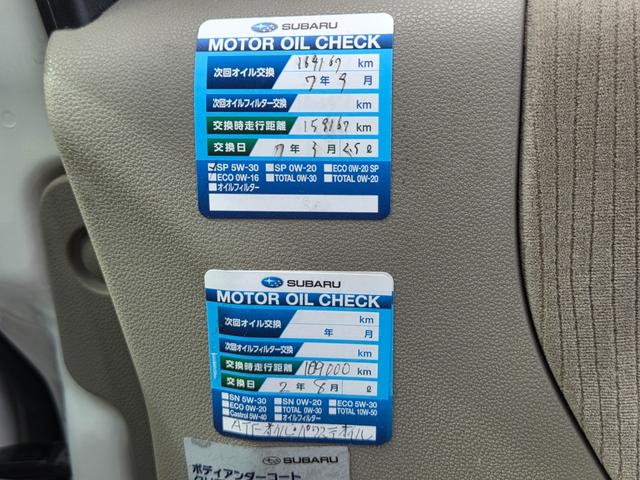 SUBARU
MOTOR OIL CHECK
次回オイル交換 164167 km
7年9月
次回オイルフィルター交換 km
交換時走行距離 159167 km
交換日 7年3月 2.5ℓ
SP 5W-30 SP 0W-20 ECO 0W-20 SP
ECO 0W-16 TOTAL 0W-30 TOTAL 0W-20
オイルフィルター
SUBARU
MOTOR OIL CHECK
次回オイル交換 km
年 月
次回オイルフィルター交換 km
交換時走行距離 109000 km
交換日 2年8月 ℓ
SN 5W-30 SN 0W-20 ECO 5W-30
ECO 0W-20 TOTAL 0W-30 TOTAL 10W-50
Castrol 5W-40 オイルフィルター
ATFオイル・パワステオイル
SUBARU
ボディアンダーコート